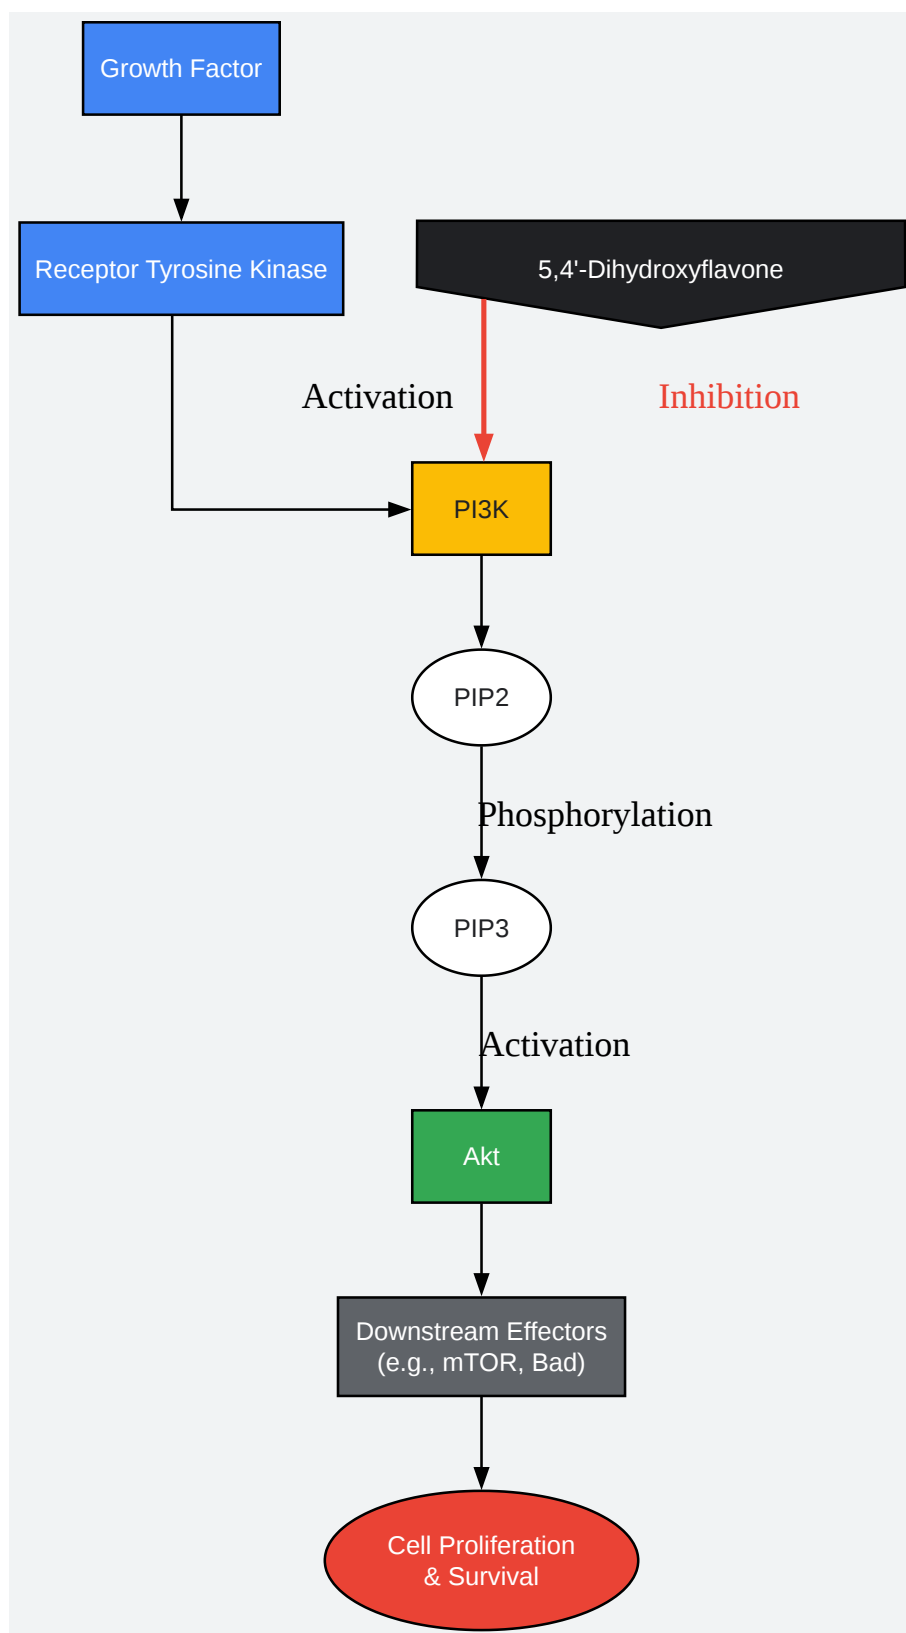 Growth Factor
Receptor Tyrosine Kinase
5,4'-Dihydroxyflavone
Activation
Inhibition
PI3K
PIP2
Phosphorylation
PIP3
Activation
Akt
Downstream Effectors
(e.g., mTOR, Bad)
Cell Proliferation
& Survival